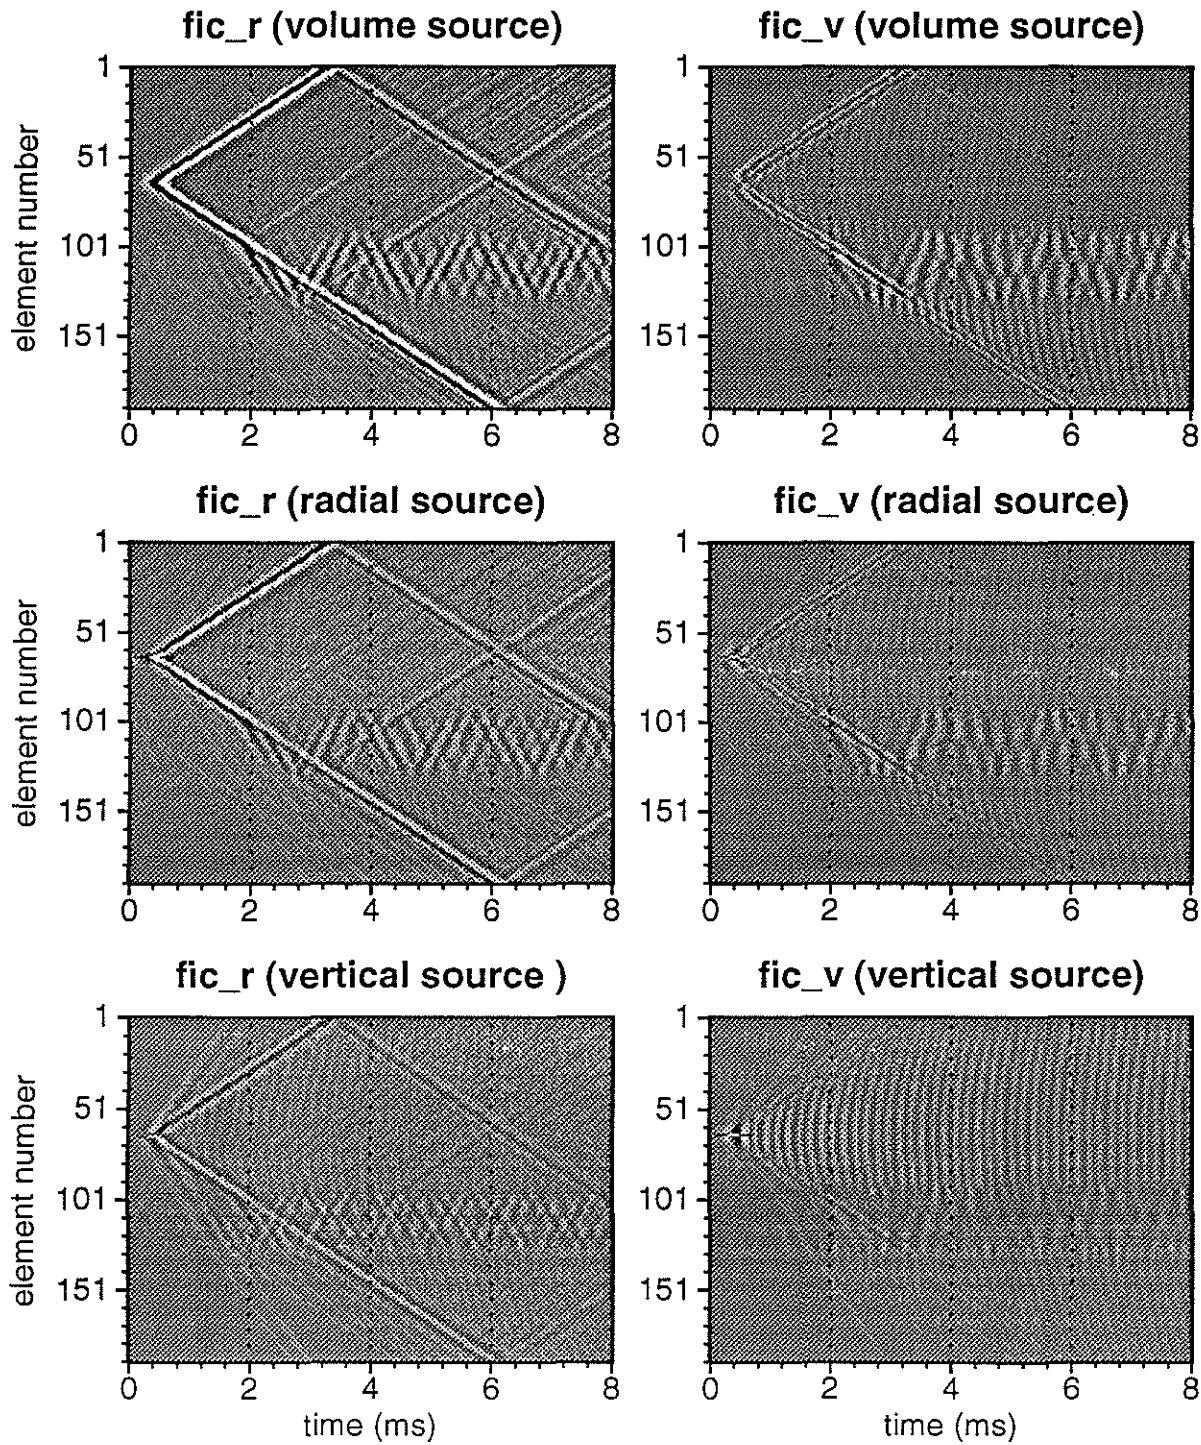 fic_r (volume source)
fic_v (volume source)
element number
1
51
101
151
0 2 4 6 8
1
51
101
151
0 2 4 6 8
fic_r (radial source)
fic_v (radial source)
element number
1
51
101
151
0 2 4 6 8
1
51
101
151
0 2 4 6 8
fic_r (vertical source )
fic_v (vertical source)
element number
1
51
101
151
0 2 4 6 8
time (ms)
1
51
101
151
0 2 4 6 8
time (ms)